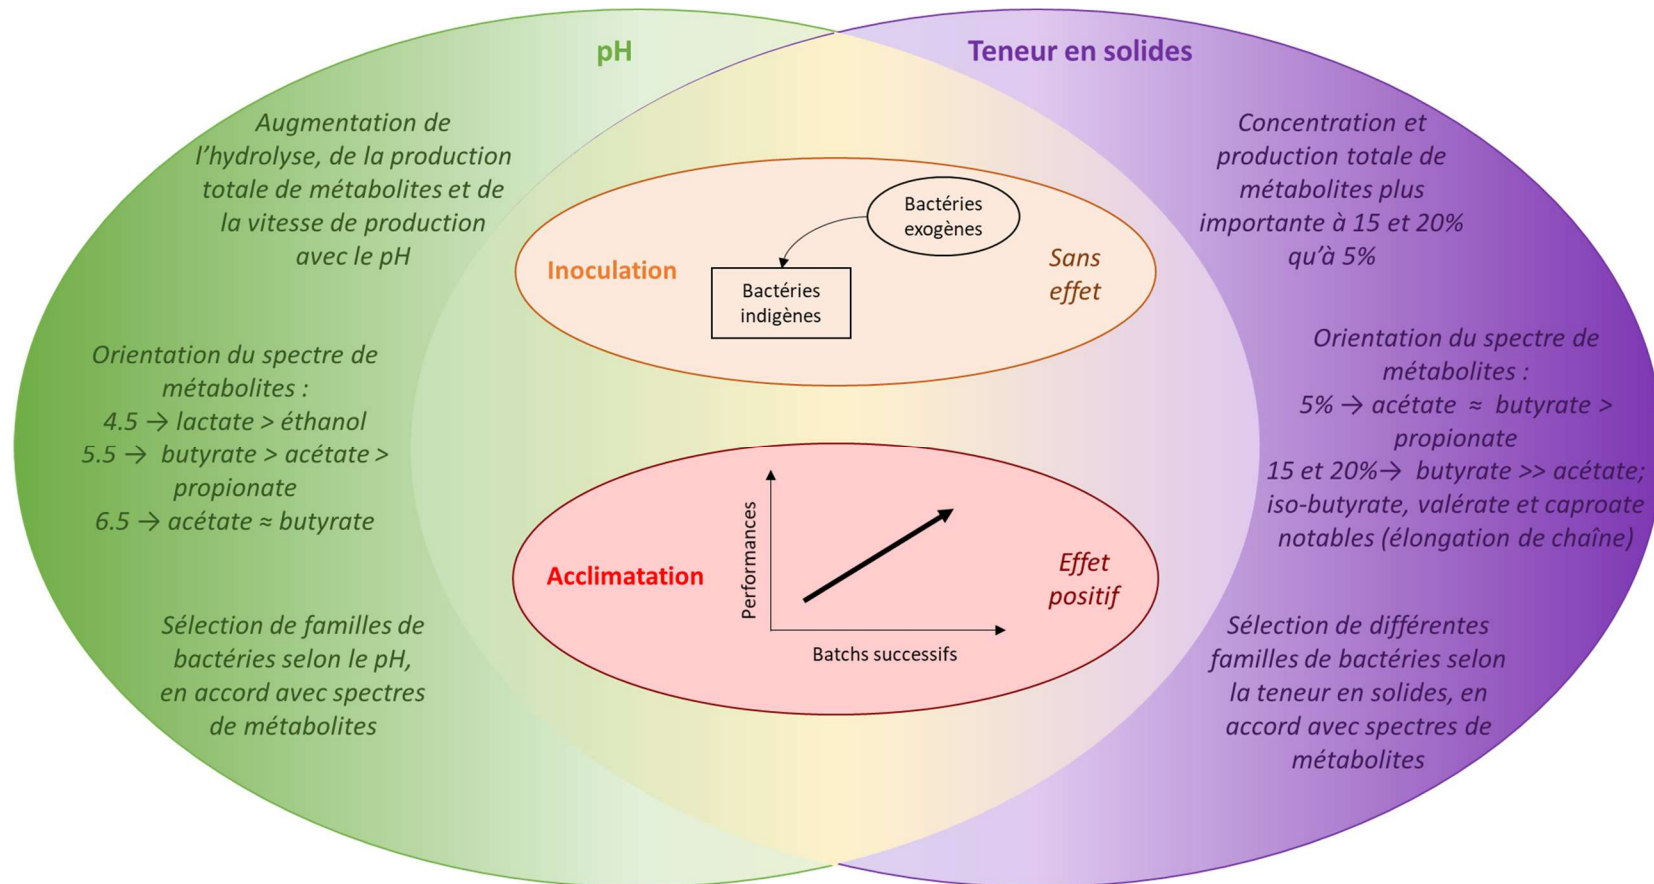 pH
Augmentation de
l’hydrolyse, de la production
totale de métabolites et de
la vitesse de production
avec le pH
Orientation du spectre de
métabolites :
4.5 → lactate > éthanol
5.5 → butyrate > acétate >
propionate
6.5 → acétate ≈ butyrate
Sélection de familles de
bactéries selon le pH,
en accord avec spectres
de métabolites
Inoculation
Bactéries
exogènes
Bactéries
indigènes
Sans
effet
Acclimatation
Performances
Batchs successifs
Effet
positif
Teneur en solides
Concentration et
production totale de
métabolites plus
importante à 15 et 20%
qu’à 5%
Orientation du spectre de
métabolites :
5% → acétate ≈ butyrate >
propionate
15 et 20%→ butyrate >> acétate;
iso-butyrate, valérate et caproate
notables (élongation de chaîne)
Sélection de différentes
familles de bactéries selon
la teneur en solides, en
accord avec spectres de
métabolites